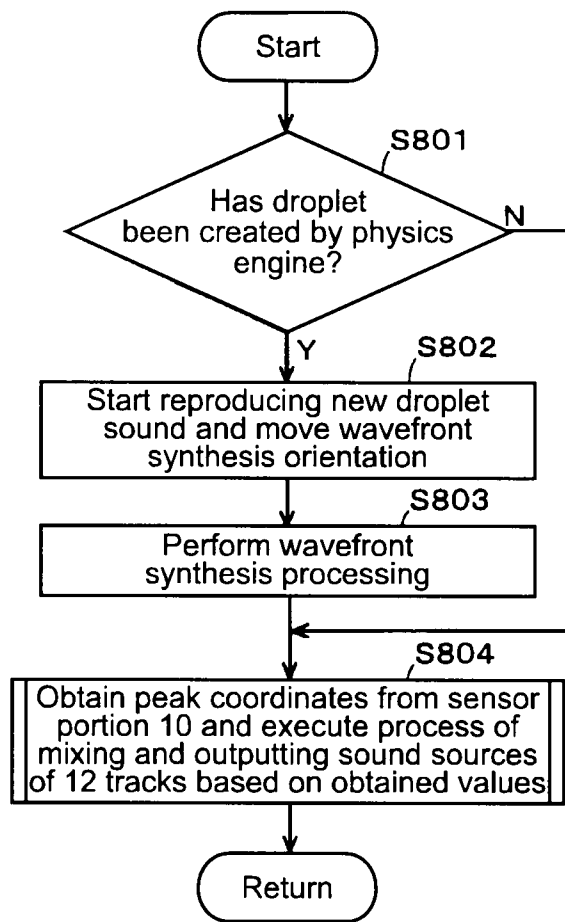 Start
S801
Has droplet
been created by physics
engine?
N
Y
S802
Start reproducing new droplet
sound and move wavefront
synthesis orientation
S803
Perform wavefront
synthesis processing
S804
Obtain peak coordinates from sensor
portion 10 and execute process of
mixing and outputting sound sources
of 12 tracks based on obtained values
Return